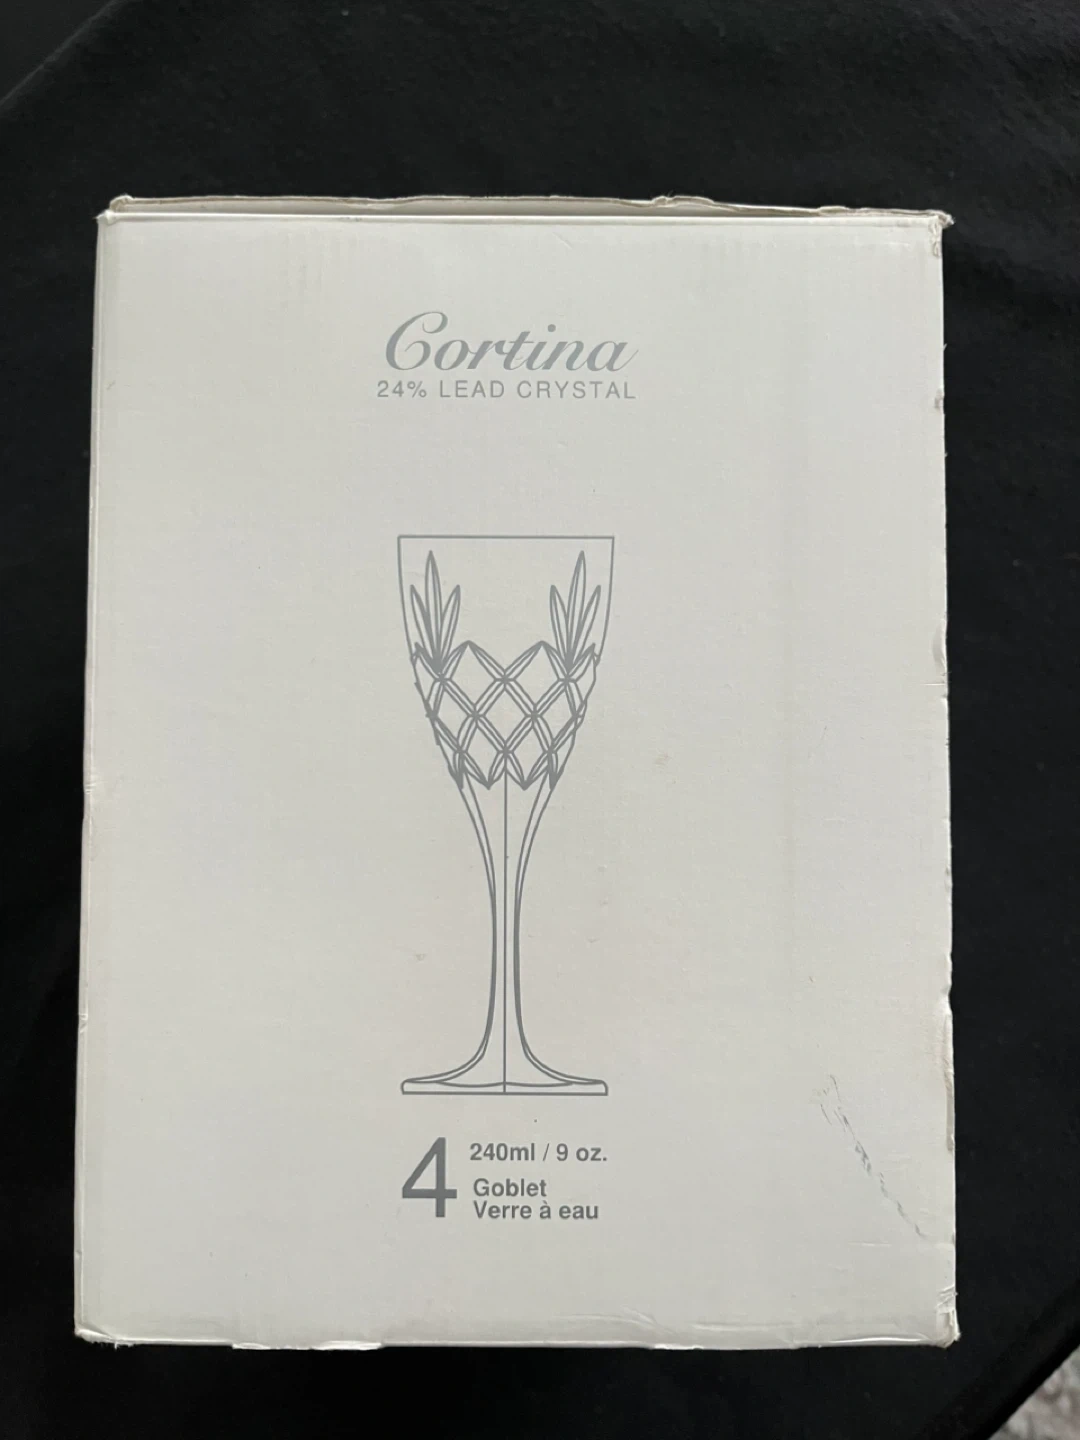 Cortina
24% LEAD CRYSTAL
4 240ml / 9 oz.
Goblet
Verre à eau